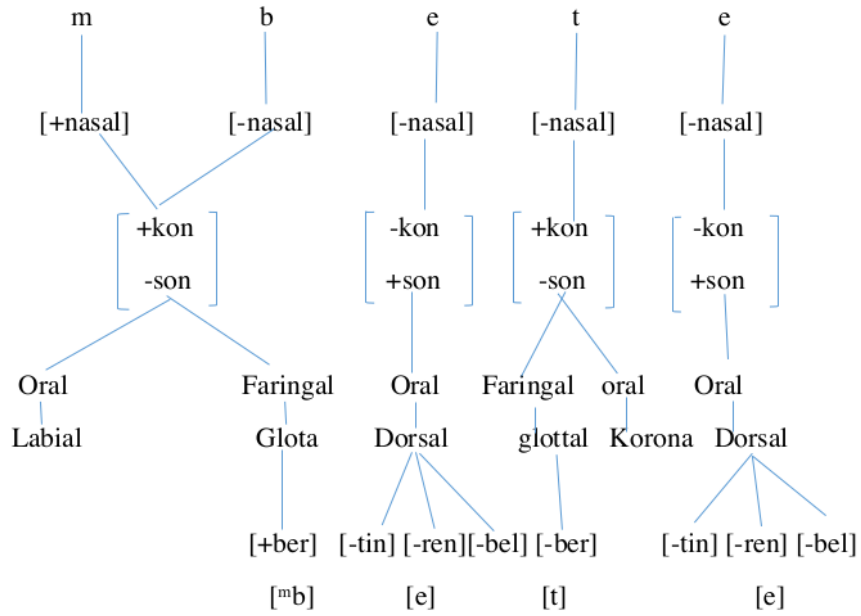 m b e t e
[+nasal] [-nasal] [-nasal] [-nasal] [-nasal]
+kon -kon +kon -kon
-son +son -son +son
Oral Faringal Oral Faringal oral Oral
Labial Glota Dorsal glottal Korona Dorsal
[+ber] [-tin] [-ren] [-bel] [-ber] [-tin] [-ren] [-bel]
[ᵐb] [e] [t] [e]